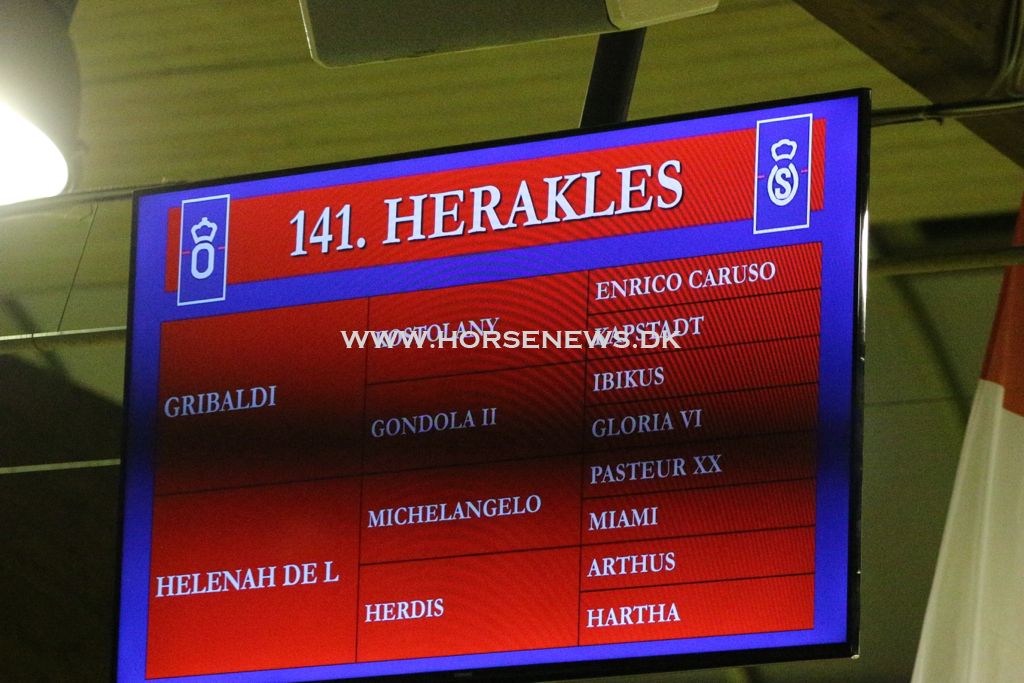 141. HERAKLES
O
S
ENRICO CARUSO
KOSTOLANY
KAPSTADT
WWW.HORSENEWS.DK
GRIBALDI
IBIKUS
GONDOLA II
GLORIA VI
PASTEUR XX
MICHELANGELO
MIAMI
HELENAH DE L
ARTHUS
HERDIS
HARTHA